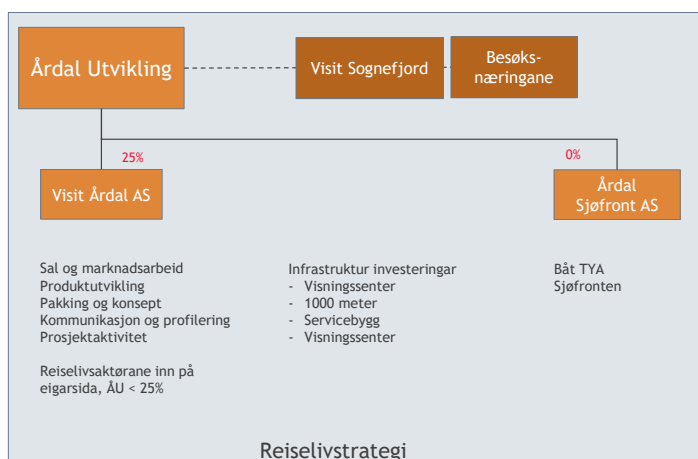 Årdal Utvikling
Visit Sognefjord
Besøks-
næringane
25%
0%
Visit Årdal AS
Årdal
Sjøfront AS
Sal og marknadsarbeid
Produktutvikling
Pakking og konsept
Kommunikasjon og profilering
Prosjektaktivitet
Reiselivsaktørane inn på
eigarsida, ÅU < 25%
Infrastruktur investeringar
- Visningssenter
- 1000 meter
- Servicebygg
- Visningssenter
Båt TYA
Sjøfronten
Reiselivstrategi